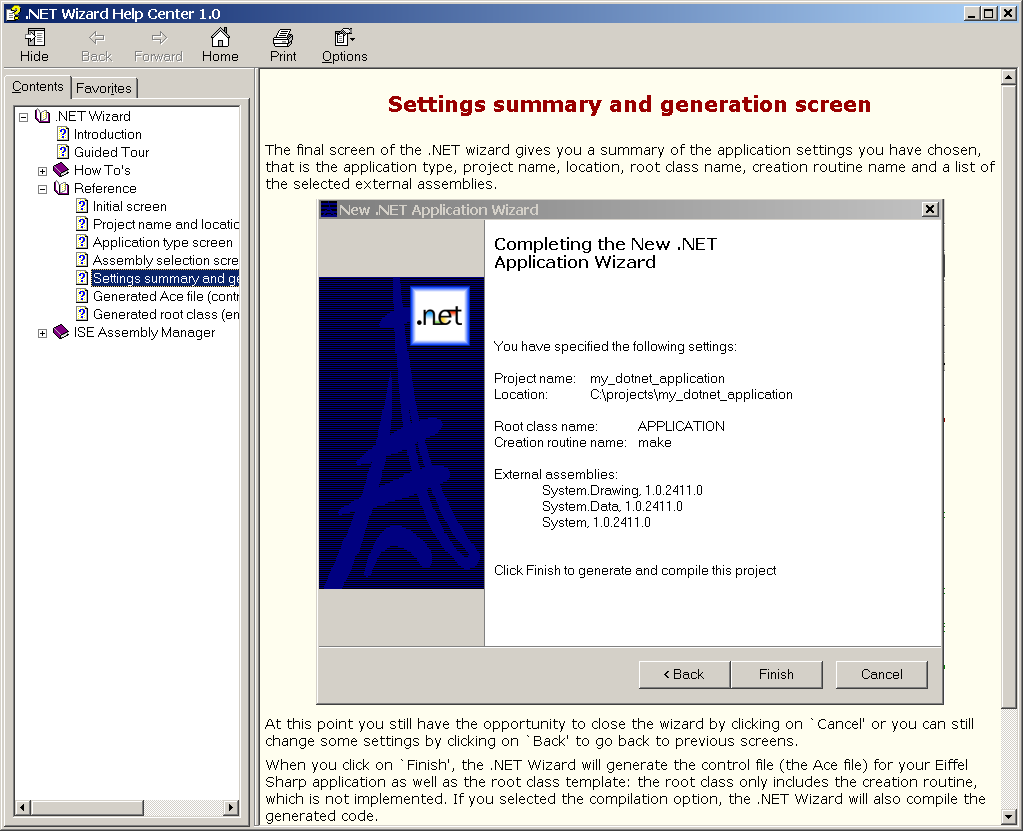 .NET Wizard Help Center 1.0
Hide
Back
Forward
Home
Print
Options
Contents
Favorites
.NET Wizard
Introduction
Guided Tour
How To's
Reference
Initial screen
Project name and locatio
Application type screen
Assembly selection scre
Settings summary and ge
Generated Ace file (contr
Generated root class (en
ISE Assembly Manager
Settings summary and generation screen
The final screen of the .NET wizard gives you a summary of the application settings you have chosen,
that is the application type, project name, location, root class name, creation routine name and a list of
the selected external assemblies.
New .NET Application Wizard
Completing the New .NET
Application Wizard
.net
You have specified the following settings:
Project name: my_dotnet_application
Location: C:\projects\my_dotnet_application
Root class name: APPLICATION
Creation routine name: make
External assemblies:
System.Drawing, 1.0.2411.0
System.Data, 1.0.2411.0
System, 1.0.2411.0
Click Finish to generate and compile this project
< Back
Finish
Cancel
At this point you still have the opportunity to close the wizard by clicking on `Cancel' or you can still
change some settings by clicking on `Back' to go back to previous screens.
When you click on `Finish', the .NET Wizard will generate the control file (the Ace file) for your Eiffel
Sharp application as well as the root class template: the root class only includes the creation routine,
which is not implemented. If you selected the compilation option, the .NET Wizard will also compile the
generated code.